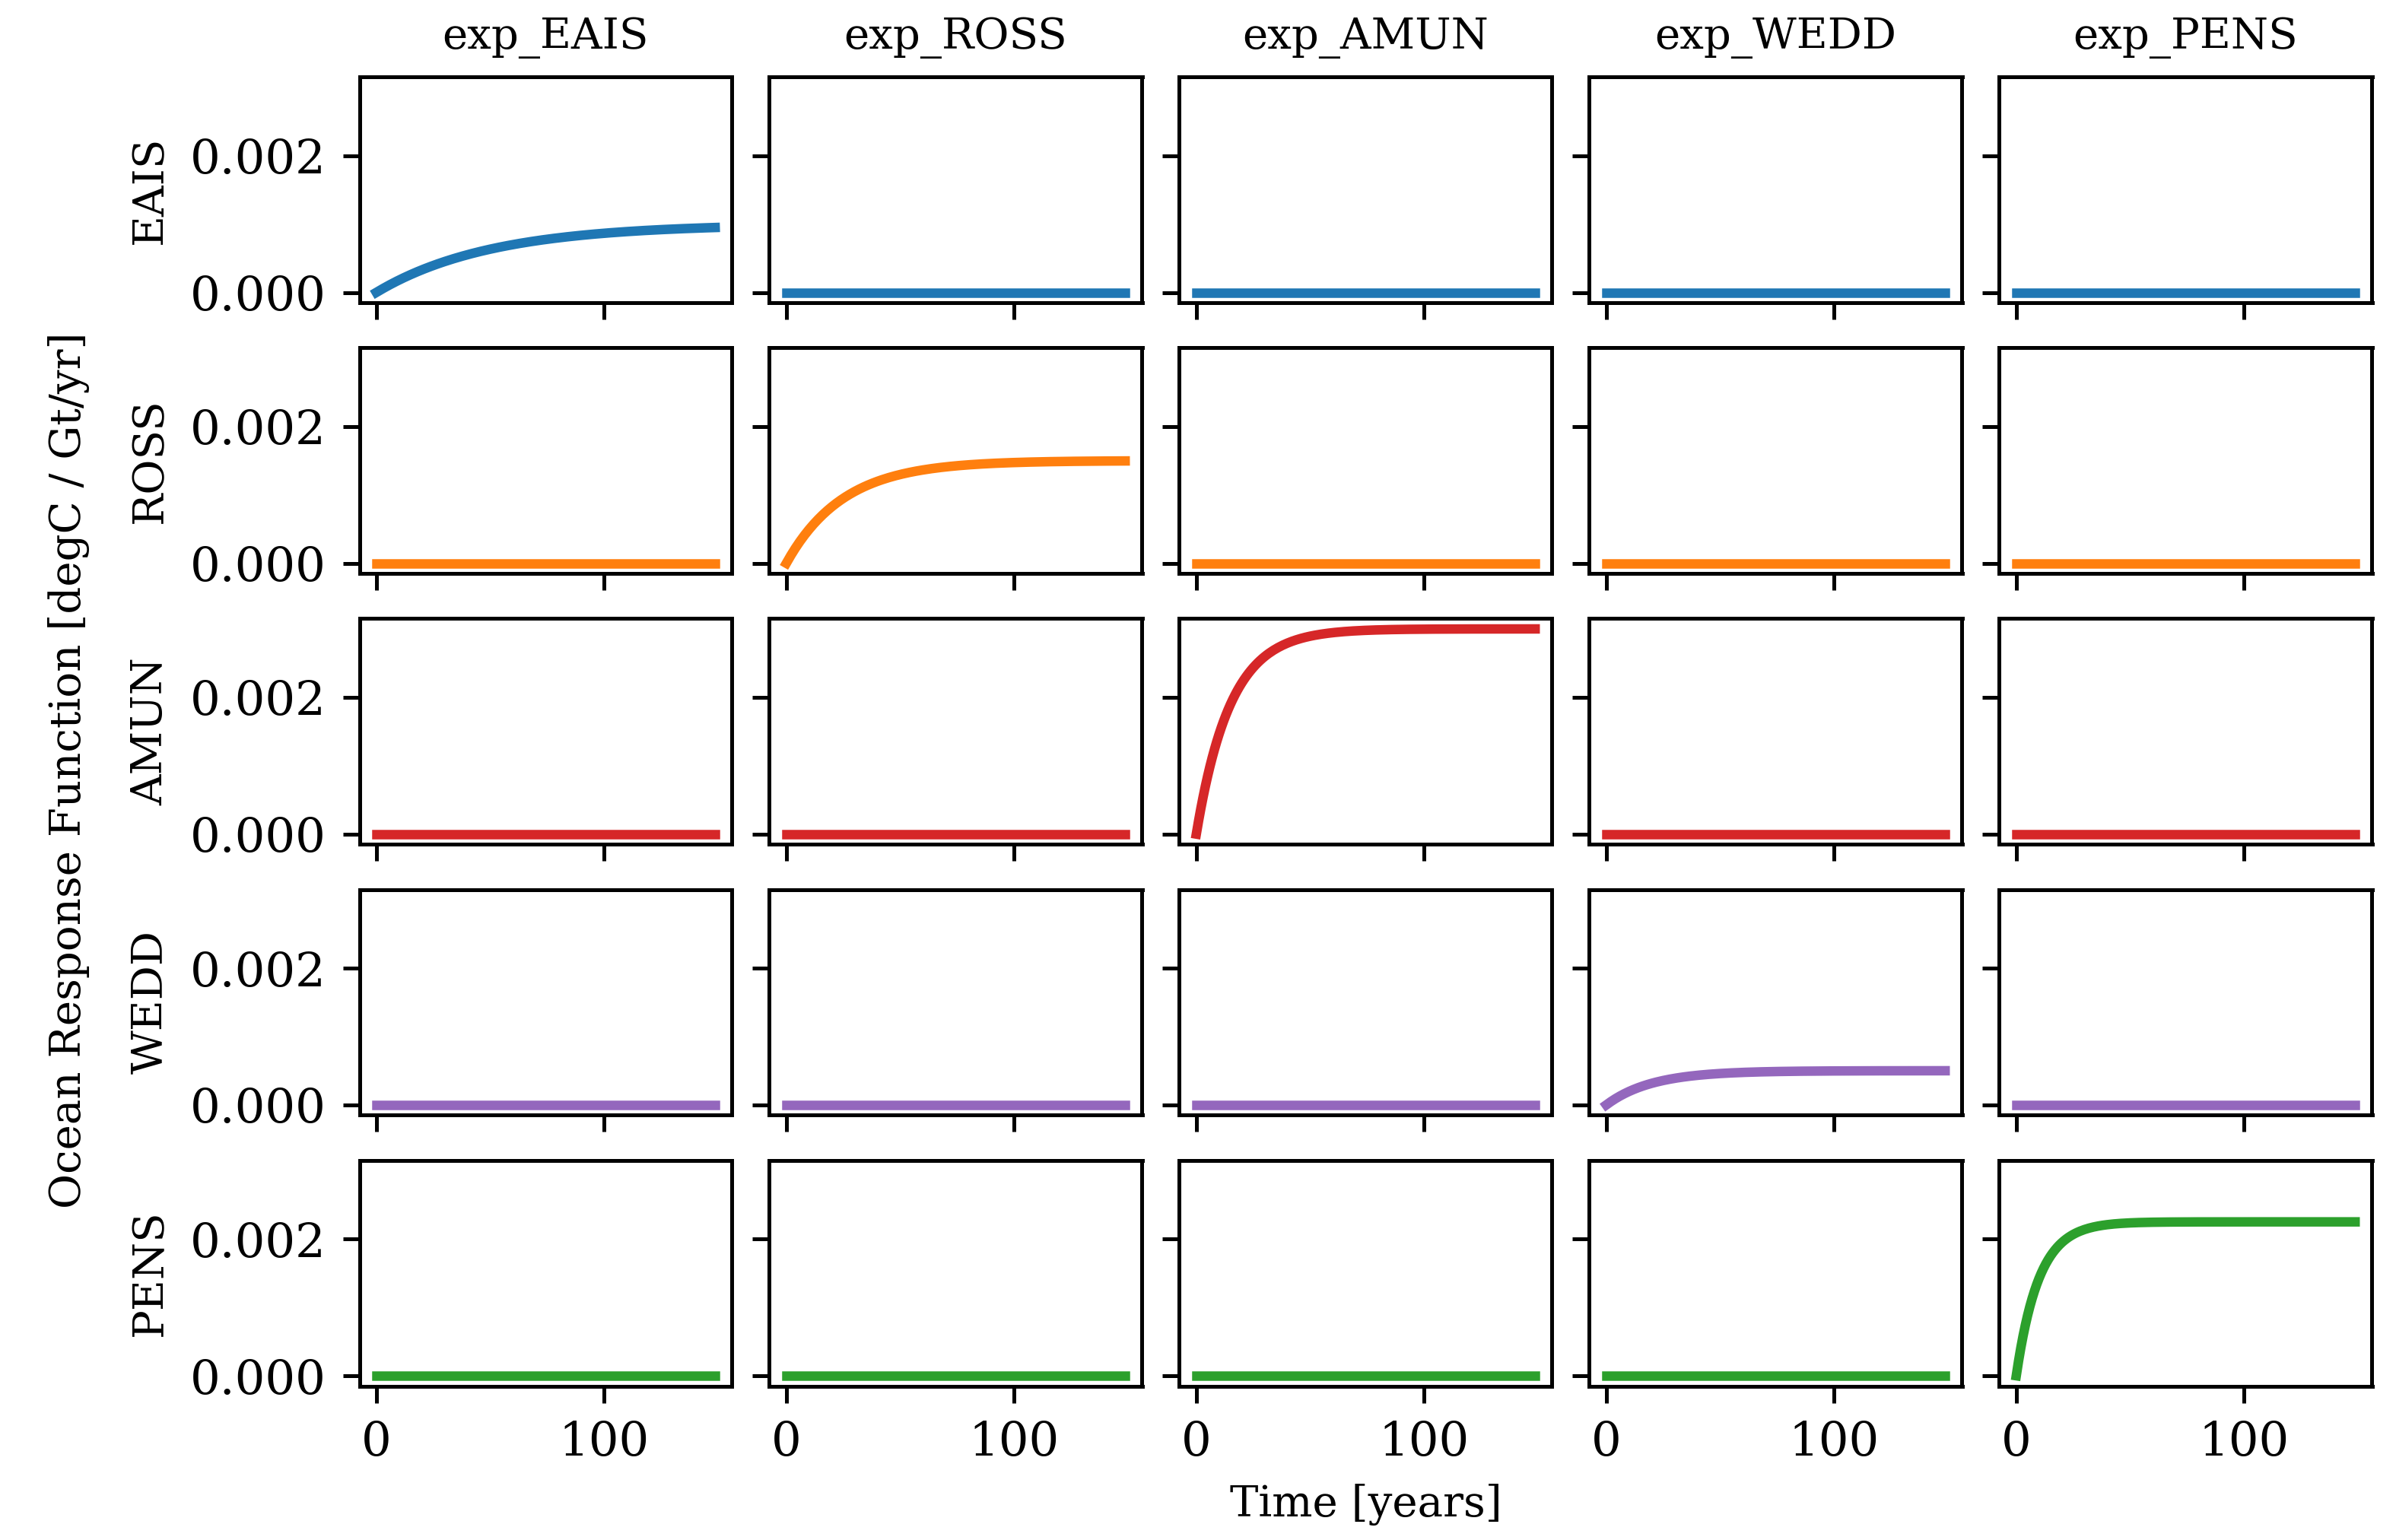 exp_EAIS exp_ROSS exp_AMUN exp_WEDD exp_PENS
Ocean Response Function [degC / Gt/yr]
EAIS
0.002
0.000
ROSS
0.002
0.000
AMUN
0.002
0.000
WEDD
0.002
0.000
PENS
0.002
0.000
0 100 0 100 0 100 0 100 0 100
Time [years]